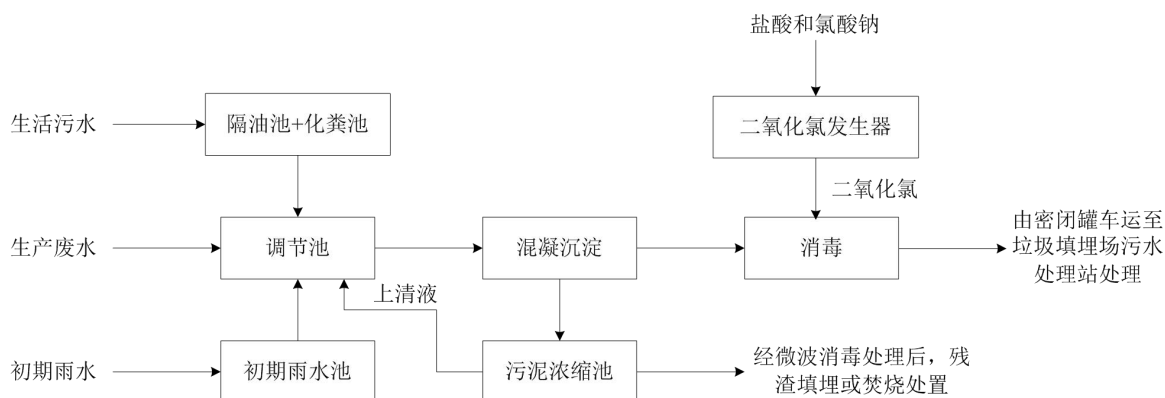 盐酸和氯酸钠
生活污水
隔油池+化粪池
二氧化氯发生器
二氧化氯
生产废水
调节池
混凝沉淀
消毒
由密闭罐车运至
垃圾填埋场污水
处理站处理
上清液
初期雨水
初期雨水池
污泥浓缩池
经微波消毒处理后，残
渣填埋或焚烧处置